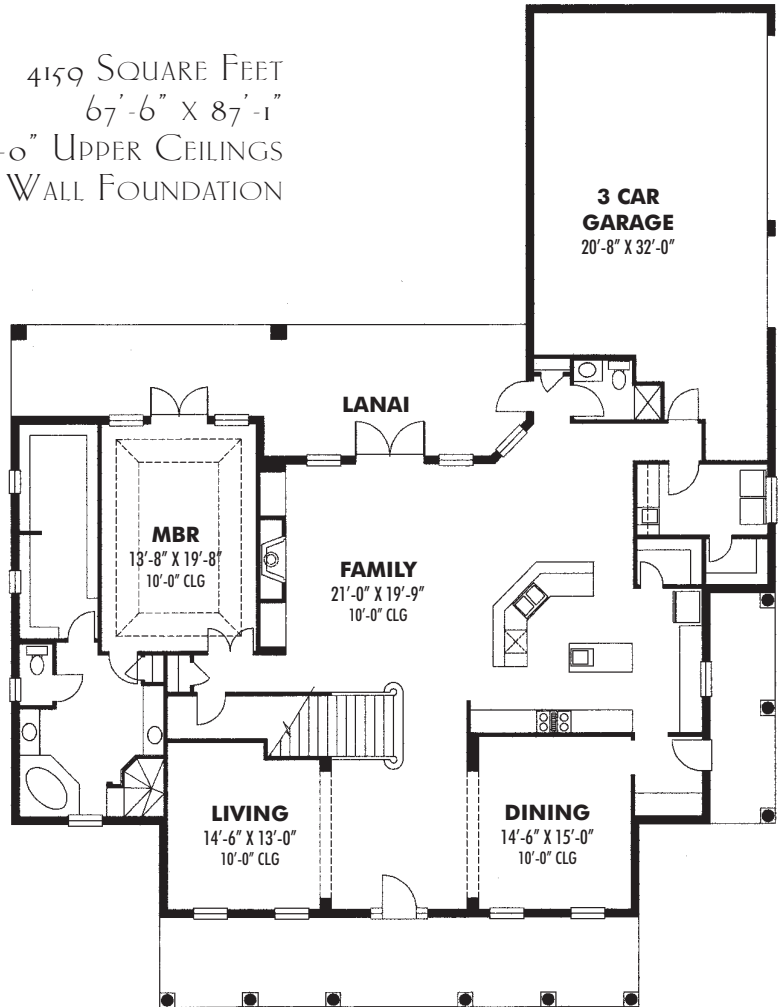 4159 SQUARE FEET
67'-6" X 87'-1"
-0" UPPER CEILINGS
WALL FOUNDATION
3 CAR
GARAGE
20'-8" X 32'-0"
LANAI
MBR
13'-8" X 19'-8"
10'-0" CLG
FAMILY
21'-0" X 19'-9"
10'-0" CLG
LIVING
14'-6" X 13'-0"
10'-0" CLG
DINING
14'-6" X 15'-0"
10'-0" CLG